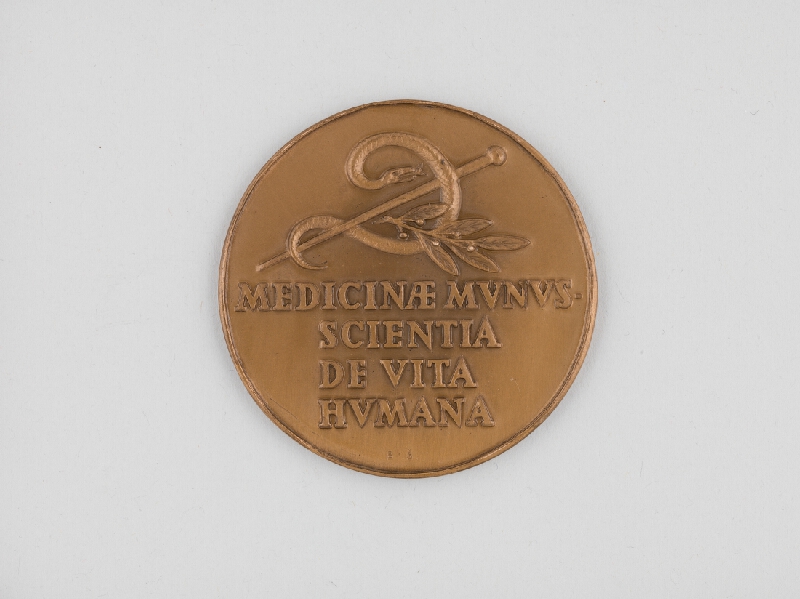 MEDICINÆ MVNVS·
SCIENTIA
DE VITA
HVMANA